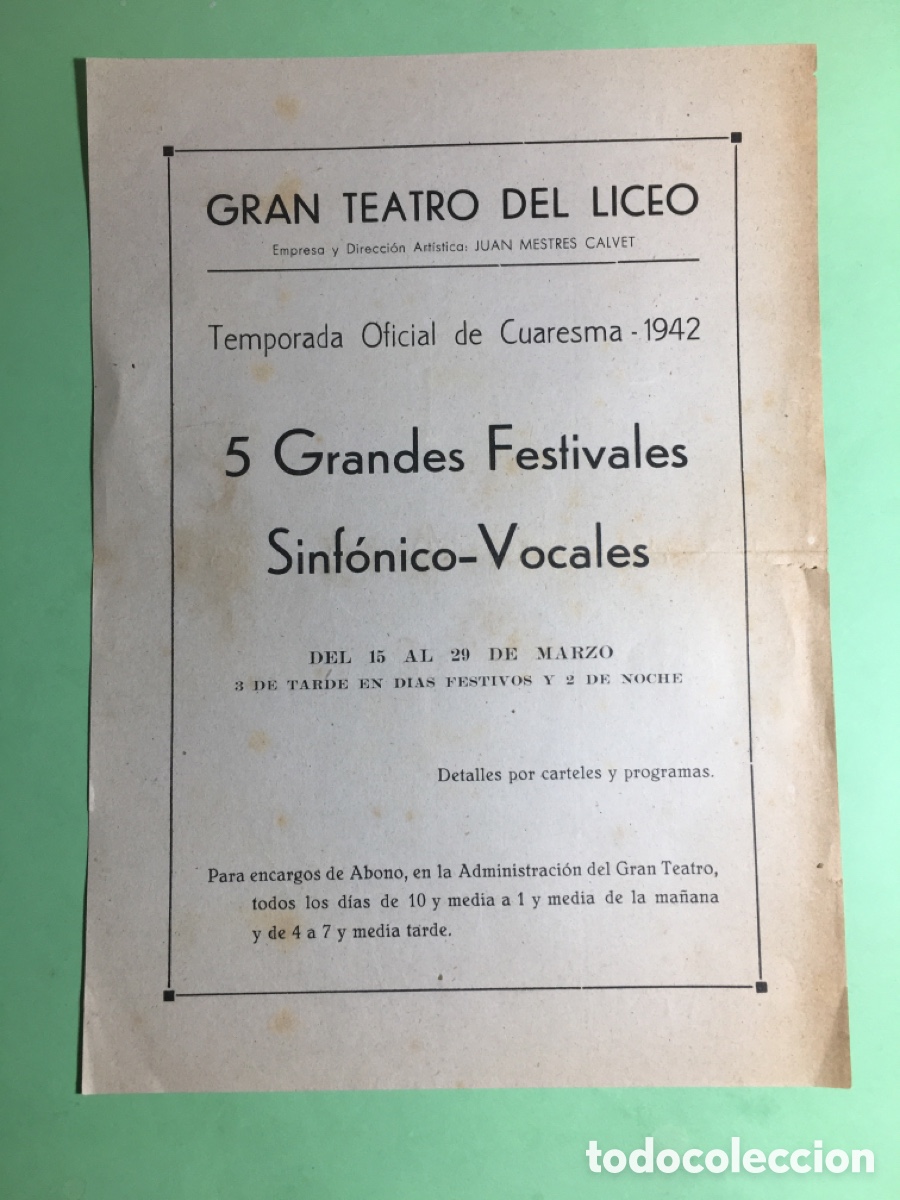 GRAN TEATRO DEL LICEO
Empresa y Dirección Artística: JUAN MESTRES CALVET
Temporada Oficial de Cuaresma - 1942
5 Grandes Festivales
Sinfónico-Vocales
DEL 15 AL 29 DE MARZO
3 DE TARDE EN DIAS FESTIVOS Y 2 DE NOCHE
Detalles por carteles y programas.
Para encargos de Abono, en la Administración del Gran Teatro,
todos los días de 10 y media a 1 y media de la mañana
y de 4 a 7 y media tarde.
todocoleccion